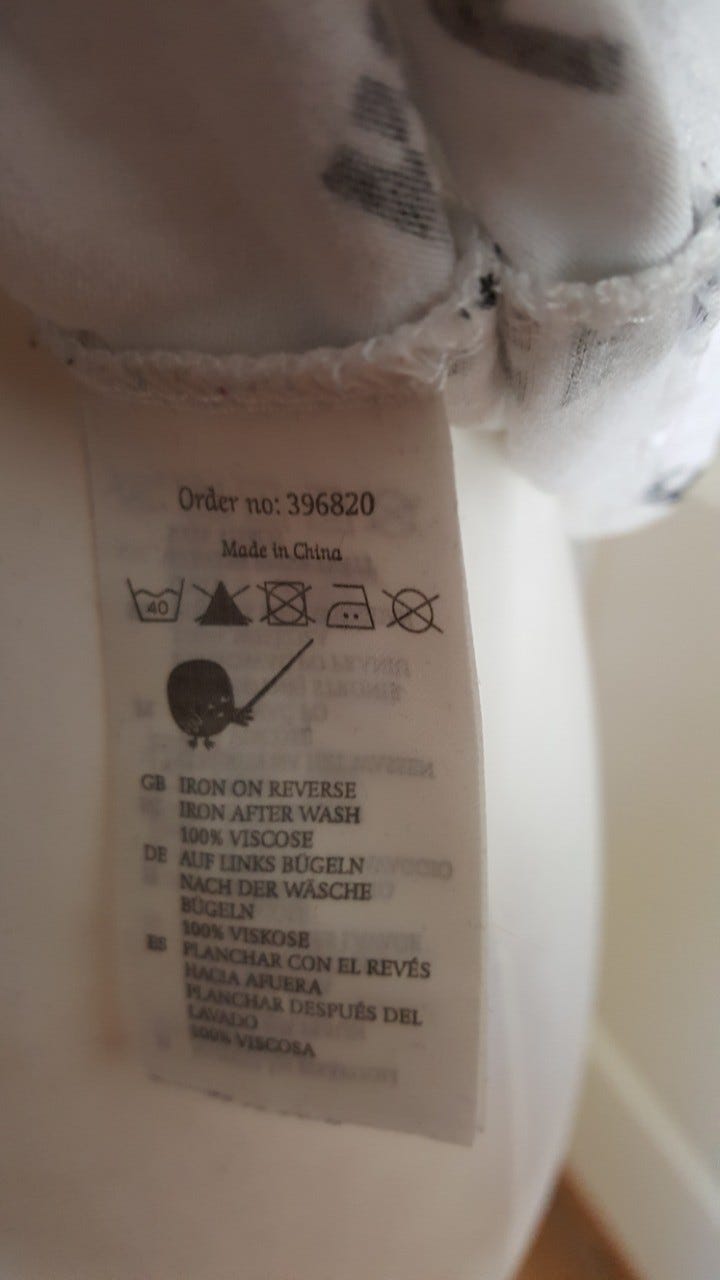 Order no: 396820
Made in China
40
GB IRON ON REVERSE
IRON AFTER WASH
100% VISCOSE
DE AUF LINKS BÜGELN
NACH DER WÄSCHE
BÜGELN
100% VISKOSE
ES PLANCHAR CON EL REVÉS
HACIA AFUERA
PLANCHAR DESPUÉS DEL
LAVADO
100% VISCOSA